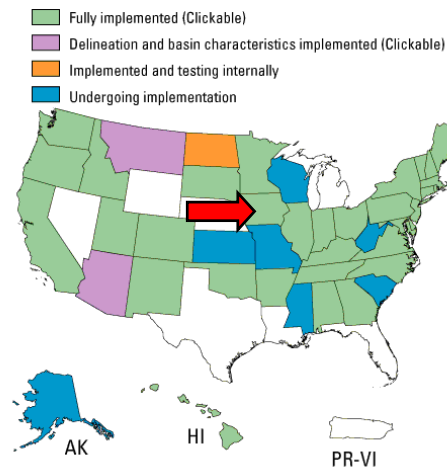 Fully implemented (Clickable)
Delineation and basin characteristics implemented (Clickable)
Implemented and testing internally
Undergoing implementation
AK
HI
PR-VI